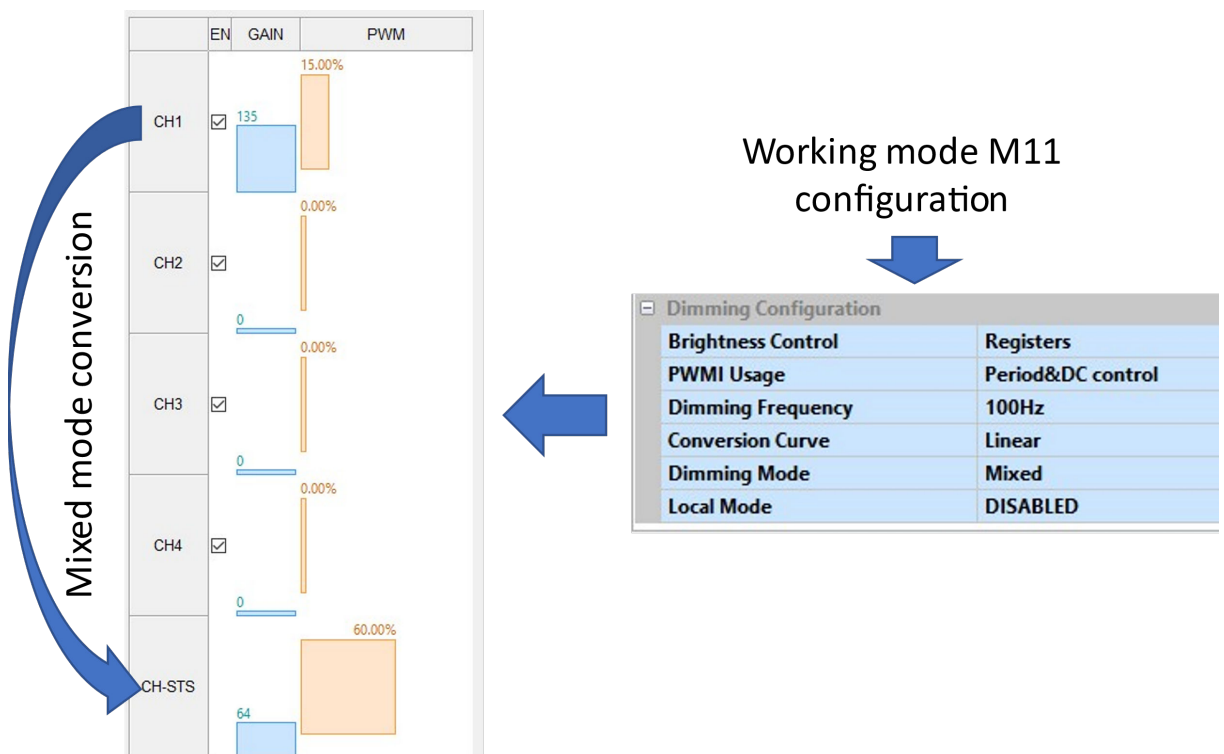 EN GAIN PWM
15.00%
CH1 135
0.00%
CH2
0
0.00%
CH3
0
0.00%
CH4
0
60.00%
CH-STS
64
Mixed mode conversion
Working mode M11
configuration
Dimming Configuration
Brightness Control Registers
PWMI Usage Period&DC control
Dimming Frequency 100Hz
Conversion Curve Linear
Dimming Mode Mixed
Local Mode DISABLED